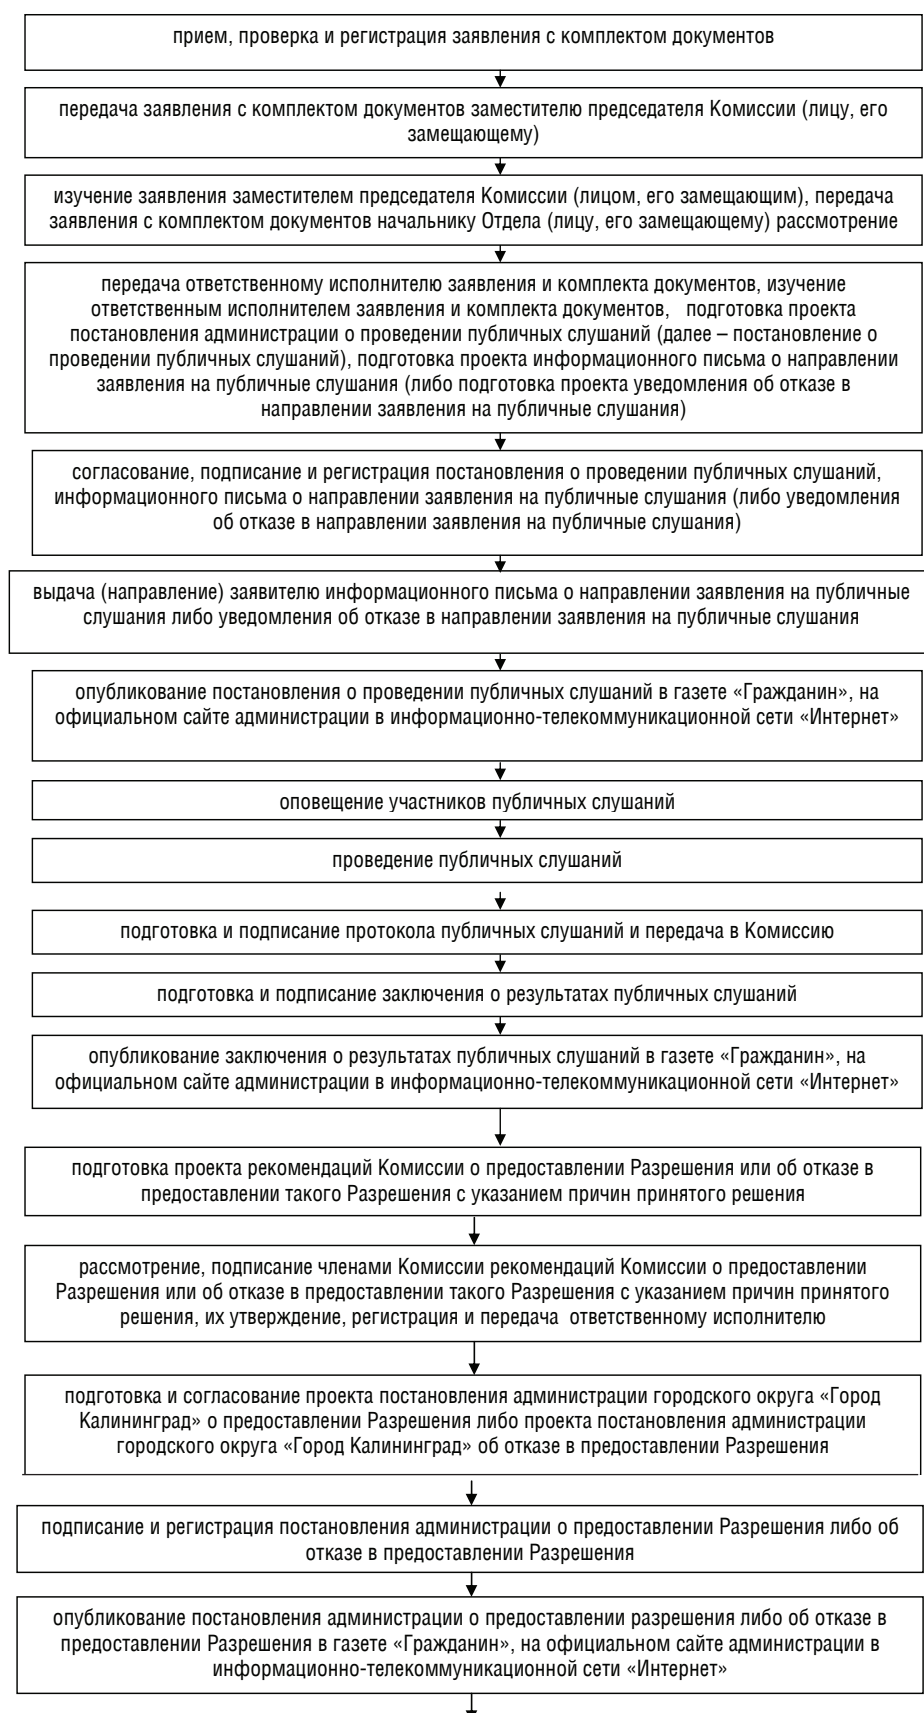 прием, проверка и регистрация заявления с комплектом документов
передача заявления с комплектом документов заместителю председателя Комиссии (лицу, его
замещающему)
изучение заявления заместителем председателя Комиссии (лицом, его замещающим), передача
заявления с комплектом документов начальнику Отдела (лицу, его замещающему) рассмотрение
передача ответственному исполнителю заявления и комплекта документов, изучение
ответственным исполнителем заявления и комплекта документов, подготовка проекта
постановления администрации о проведении публичных слушаний (далее – постановление о
проведении публичных слушаний), подготовка проекта информационного письма о направлении
заявления на публичные слушания (либо подготовка проекта уведомления об отказе в
направлении заявления на публичные слушания)
согласование, подписание и регистрация постановления о проведении публичных слушаний,
информационного письма о направлении заявления на публичные слушания (либо уведомления
об отказе в направлении заявления на публичные слушания)
выдача (направление) заявителю информационного письма о направлении заявления на публичные
слушания либо уведомления об отказе в направлении заявления на публичные слушания
опубликование постановления о проведении публичных слушаний в газете «Гражданин», на
официальном сайте администрации в информационно-телекоммуникационной сети «Интернет»
оповещение участников публичных слушаний
проведение публичных слушаний
подготовка и подписание протокола публичных слушаний и передача в Комиссию
подготовка и подписание заключения о результатах публичных слушаний
опубликование заключения о результатах публичных слушаний в газете «Гражданин», на
официальном сайте администрации в информационно-телекоммуникационной сети «Интернет»
подготовка проекта рекомендаций Комиссии о предоставлении Разрешения или об отказе в
предоставлении такого Разрешения с указанием причин принятого решения
рассмотрение, подписание членами Комиссии рекомендаций Комиссии о предоставлении
Разрешения или об отказе в предоставлении такого Разрешения с указанием причин принятого
решения, их утверждение, регистрация и передача ответственному исполнителю
подготовка и согласование проекта постановления администрации городского округа «Город
Калининград» о предоставлении Разрешения либо проекта постановления администрации
городского округа «Город Калининград» об отказе в предоставлении Разрешения
подписание и регистрация постановления администрации о предоставлении Разрешения либо об
отказе в предоставлении Разрешения
опубликование постановления администрации о предоставлении разрешения либо об отказе в
предоставлении Разрешения в газете «Гражданин», на официальном сайте администрации в
информационно-телекоммуникационной сети «Интернет»